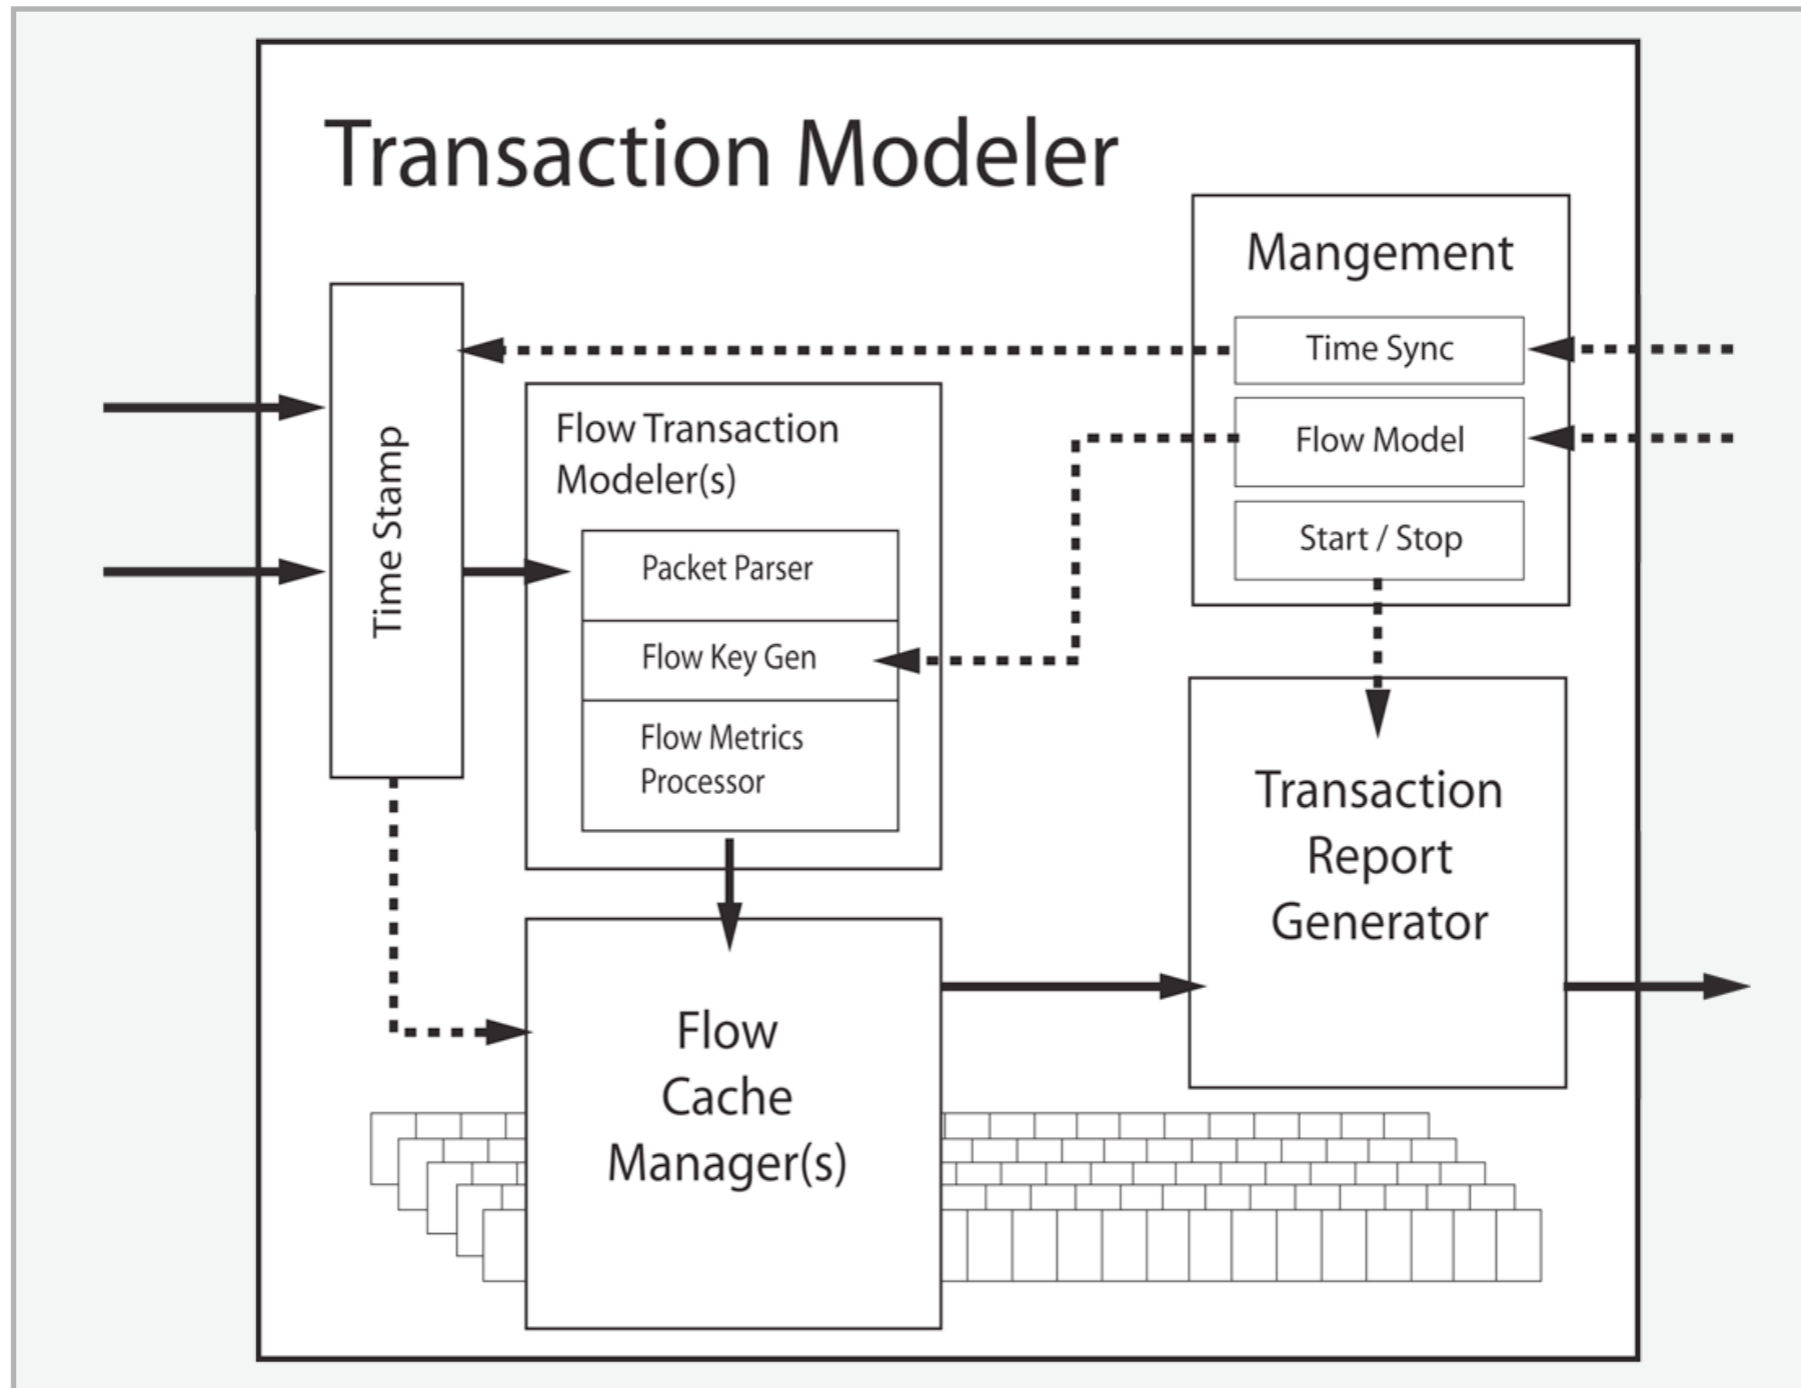 Transaction Modeler
Mangement
Time Sync
Flow Model
Start / Stop
Time Stamp
Flow Transaction
Modeler(s)
Packet Parser
Flow Key Gen
Flow Metrics
Processor
Transaction
Report
Generator
Flow
Cache
Manager(s)